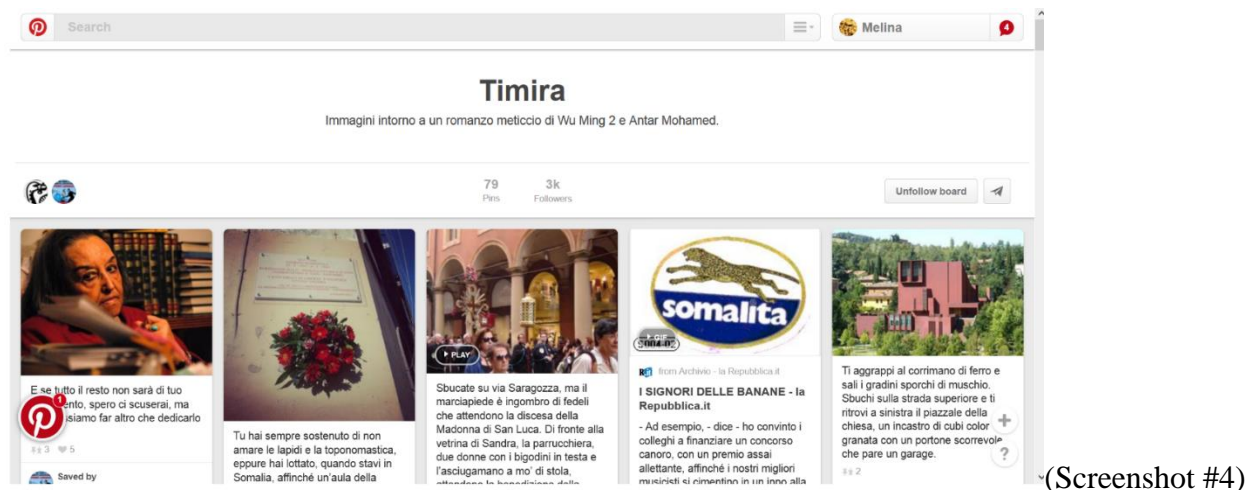 Search
Melina
4
Timira
Immagini intorno a un romanzo meticcio di Wu Ming 2 e Antar Mohamed.
79
Pins
3k
Followers
Unfollow board
E se tutto il resto non sarà di tuo
spero ci scuserai, ma
far altro che dedicarlo
1
3
5
Saved by
Tu hai sempre sostenuto di non
amare le lapidi e la toponomastica,
eppure hai lottato, quando stavi in
Somalia, affinché un'aula della
PLAY
Sbucate su via Saragozza, ma il
marciapiede è ingombro di fedeli
che attendono la discesa della
Madonna di San Luca. Di fronte alla
vetrina di Sandra, la parrucchiera,
due donne con i bigodini in testa e
l'asciugamano a mo' di stola,
attendono la benedizione della
somalita
GIF
from Archivio - la Repubblica.it
I SIGNORI DELLE BANANE - la
Repubblica.it
- Ad esempio, - dice - ho convinto i
colleghi a finanziare un concorso
canoro, con un premio assai
allettante, affinché i nostri migliori
musicisti si cimentino in un inno alla
Ti aggrappi al corrimano di ferro e
sali i gradini sporchi di muschio.
Sbuchi sulla strada superiore e ti
ritrovi a sinistra il piazzale della
chiesa, un incastro di cubi color
granata con un portone scorrevole
che pare un garage.
2
+
?
(Screenshot #4)